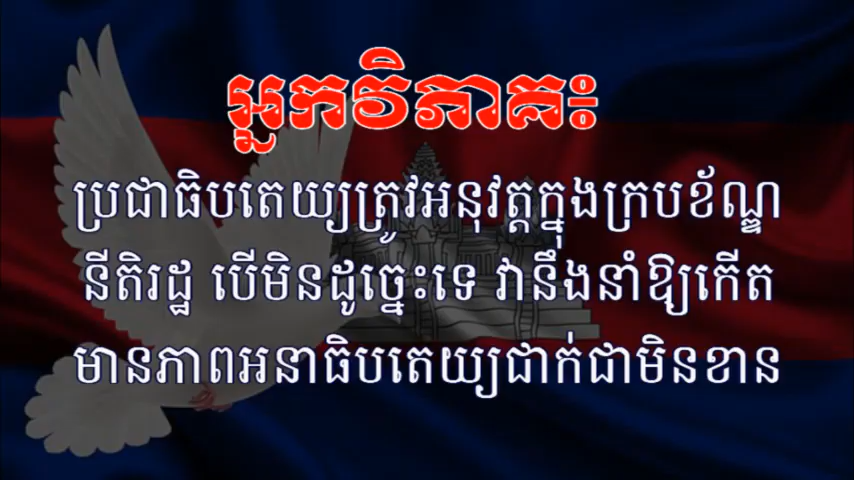 អ្នកវិភាគ៖
ប្រជាធិបតេយ្យត្រូវអនុវត្តក្នុងក្របខ័ណ្ឌ
នីតិរដ្ឋ បើមិនដូច្នេះទេ វានឹងនាំឱ្យកើត
មានភាពអនាធិបតេយ្យជាក់ជាមិនខាន